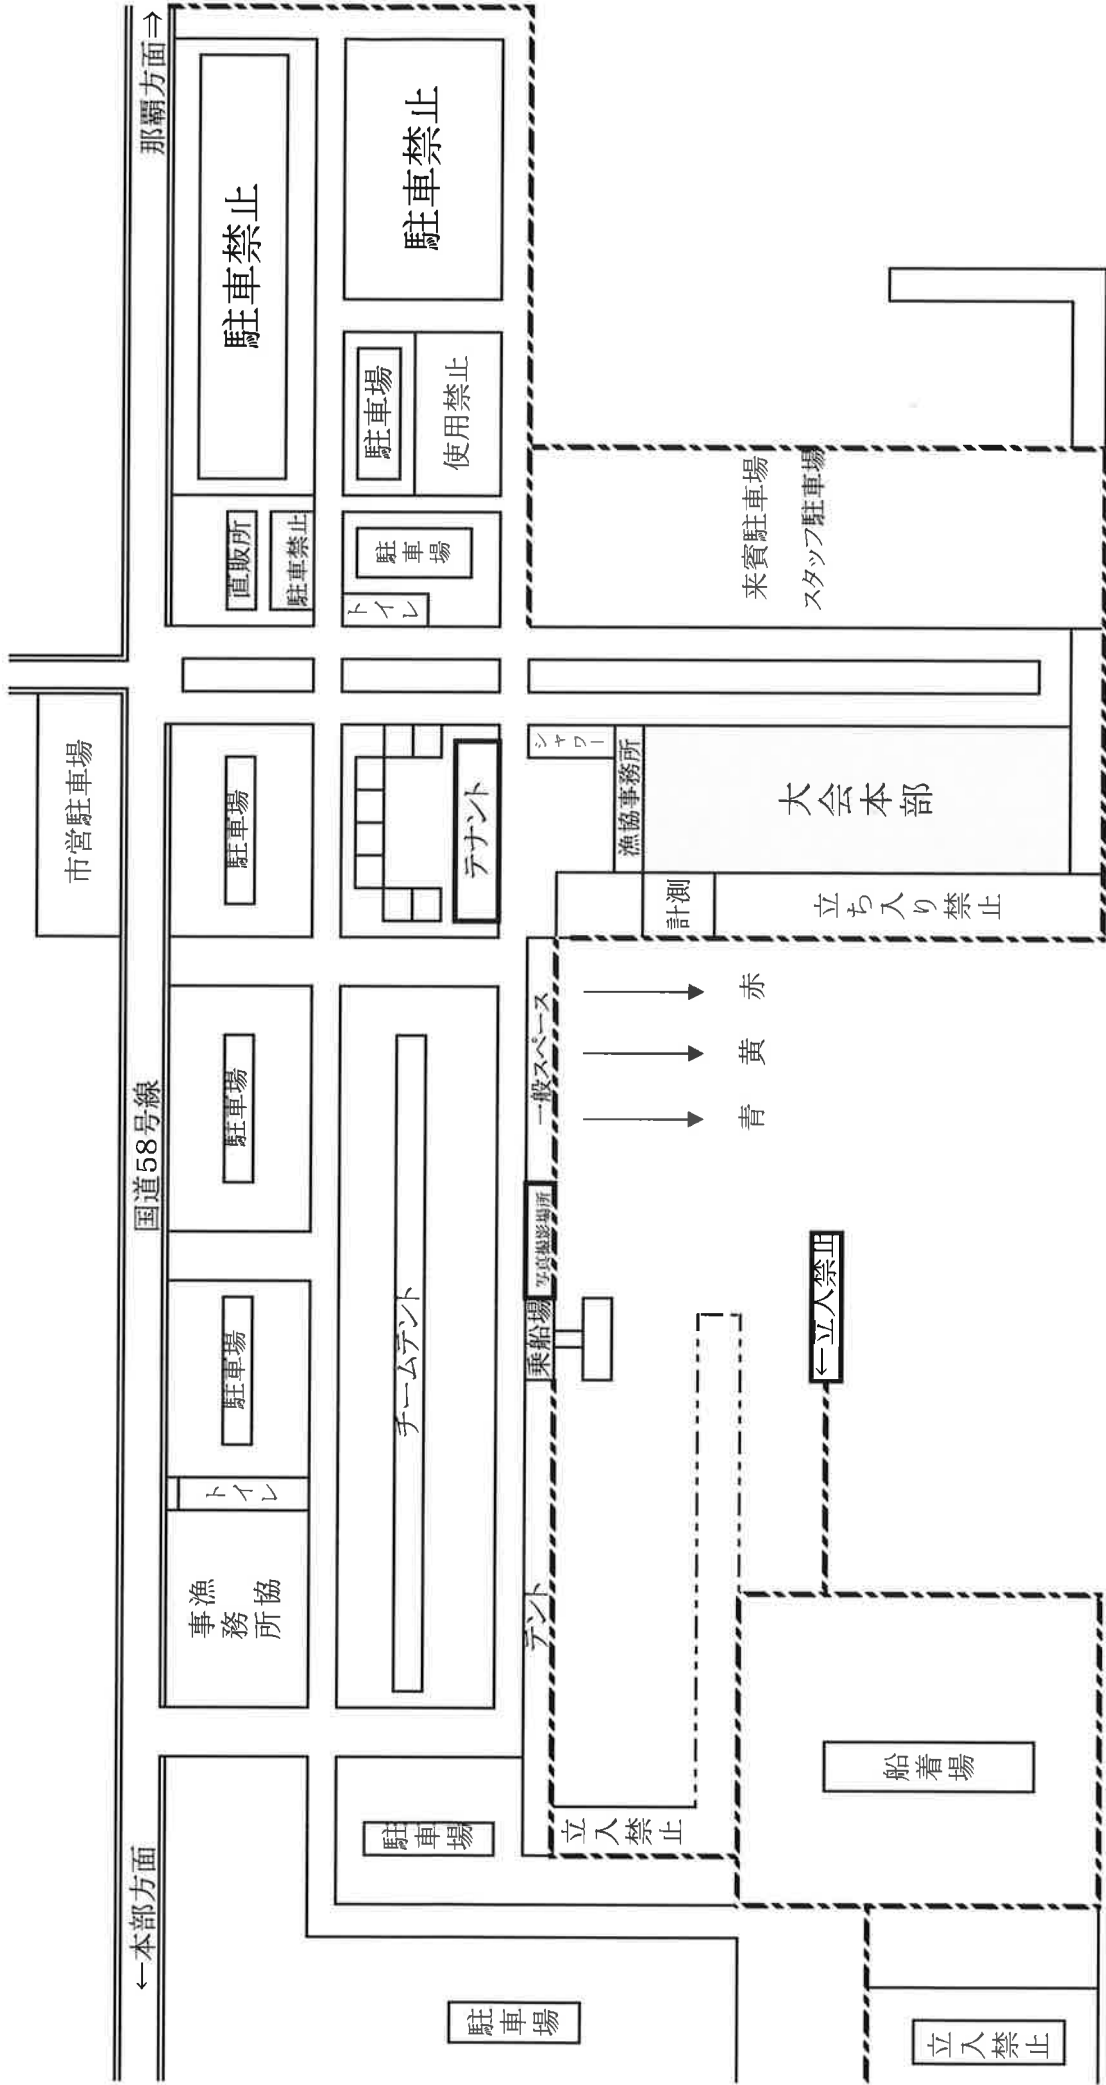 市営駐車場
←本部方面
国道58号線
那覇方面⇒
事漁
務
所協
トイレ
駐車場
駐車場
駐車場
直販所
駐車禁止
駐車禁止
駐車場
チームテント
テナント
トイレ
駐車場
駐車場
使用禁止
駐車禁止
テント
乗船場
写真撮影場所
一般スペース
シャワー
漁協事務所
計測
立入禁止
青
黄
赤
←立入禁止
立ち入り禁止
大会本部
来賓駐車場
スタッフ駐車場
駐車場
船着場
立入禁止